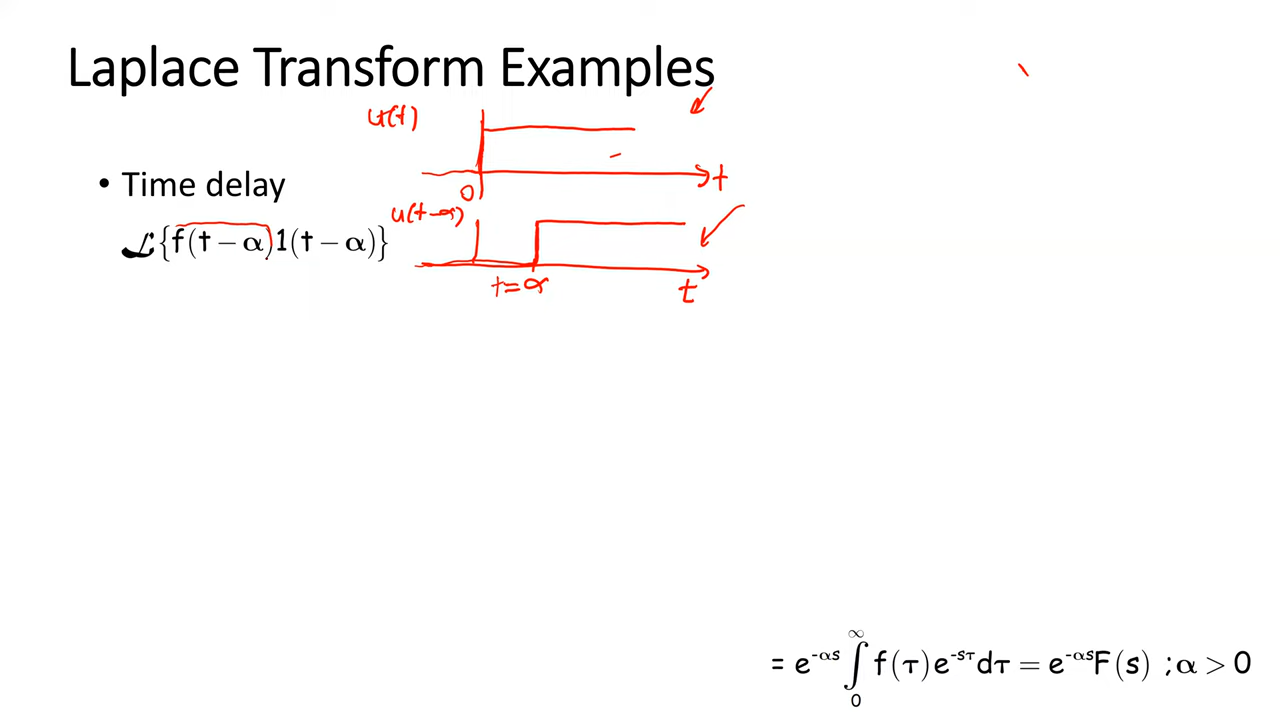 Laplace Transform Examples
u(t)
t
0
• Time delay
u(t-α)
ℒ{f(t − α)1(t − α)}
t=α
t
= e^{-αs} ∫_0^∞ f(τ)e^{-sτ}dτ = e^{-αs}F(s) ;α > 0